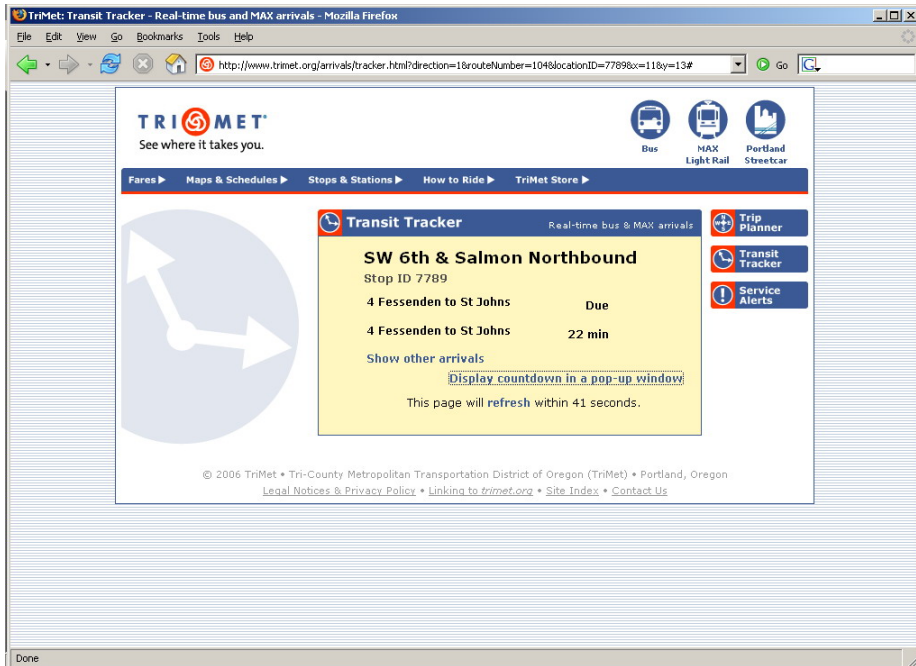 TriMet: Transit Tracker - Real-time bus and MAX arrivals - Mozilla Firefox
File Edit View Go Bookmarks Tools Help
http://www.trimet.org/arrivals/tracker.html?direction=1&routeNumber=104&locationID=7789&x=11&y=13# Go G
TRI MET
See where it takes you.
Bus
MAX Light Rail
Portland Streetcar
Fares Maps & Schedules Stops & Stations How to Ride TriMet Store
Transit Tracker Real-time bus & MAX arrivals
SW 6th & Salmon Northbound
Stop ID 7789
4 Fessenden to St Johns Due
4 Fessenden to St Johns 22 min
Show other arrivals
Display countdown in a pop-up window
This page will refresh within 41 seconds.
Trip
Planner
Transit
Tracker
Service
Alerts
© 2006 TriMet • Tri-County Metropolitan Transportation District of Oregon (TriMet) • Portland, Oregon
Legal Notices & Privacy Policy • Linking to trimet.org • Site Index • Contact Us
Done